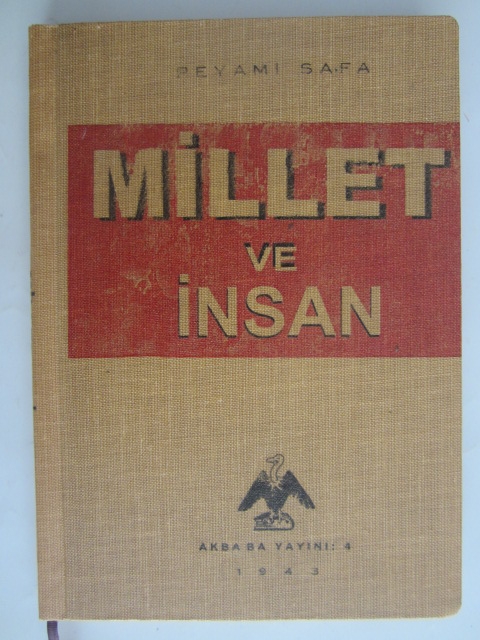 PEYAMİ SAFA
MİLLET
VE
İNSAN
AKBABA YAYINI: 4
1943